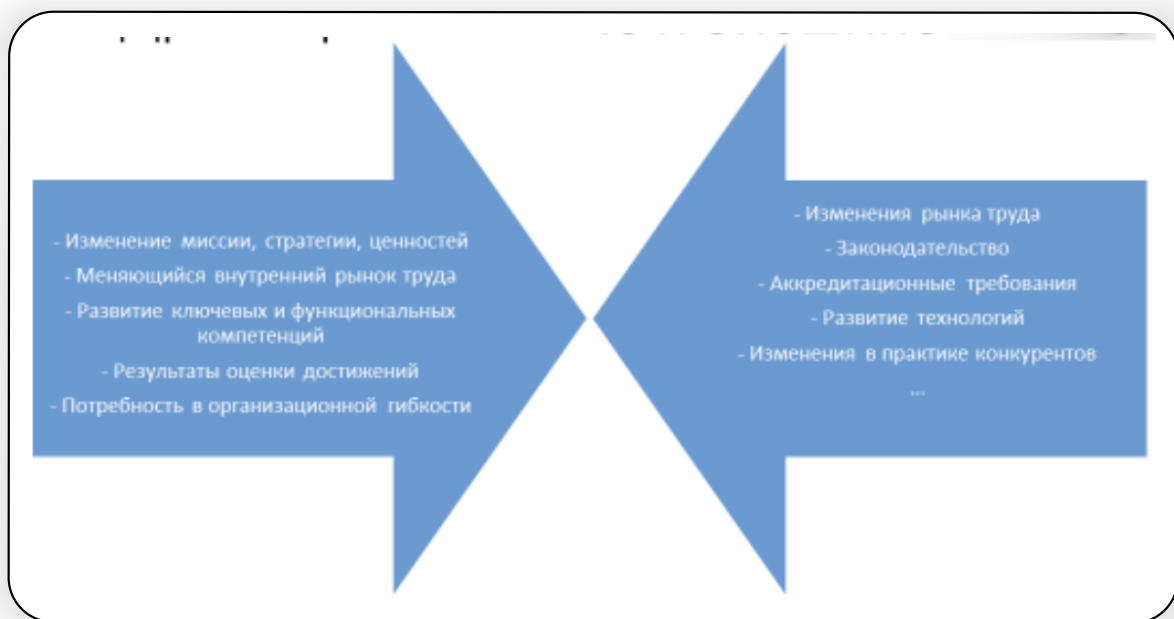 - Изменение миссии, стратегии, ценностей
- Меняющийся внутренний рынок труда
- Развитие ключевых и функциональных
компетенций
- Результаты оценки достижений
- Потребность в организационной гибкости
- Изменения рынка труда
- Законодательство
- Аккредитационные требования
- Развитие технологий
- Изменения в практике конкурентов
...